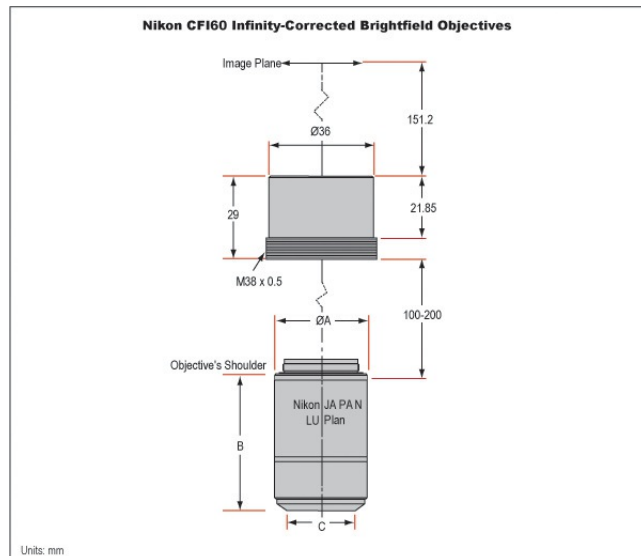 Nikon CFI60 Infinity-Corrected Brightfield Objectives
Image Plane
151.2
Ø36
29
21.85
M38 x 0.5
100-200
ØA
Objective's Shoulder
Nikon JAPAN
LU Plan
B
C
Units: mm